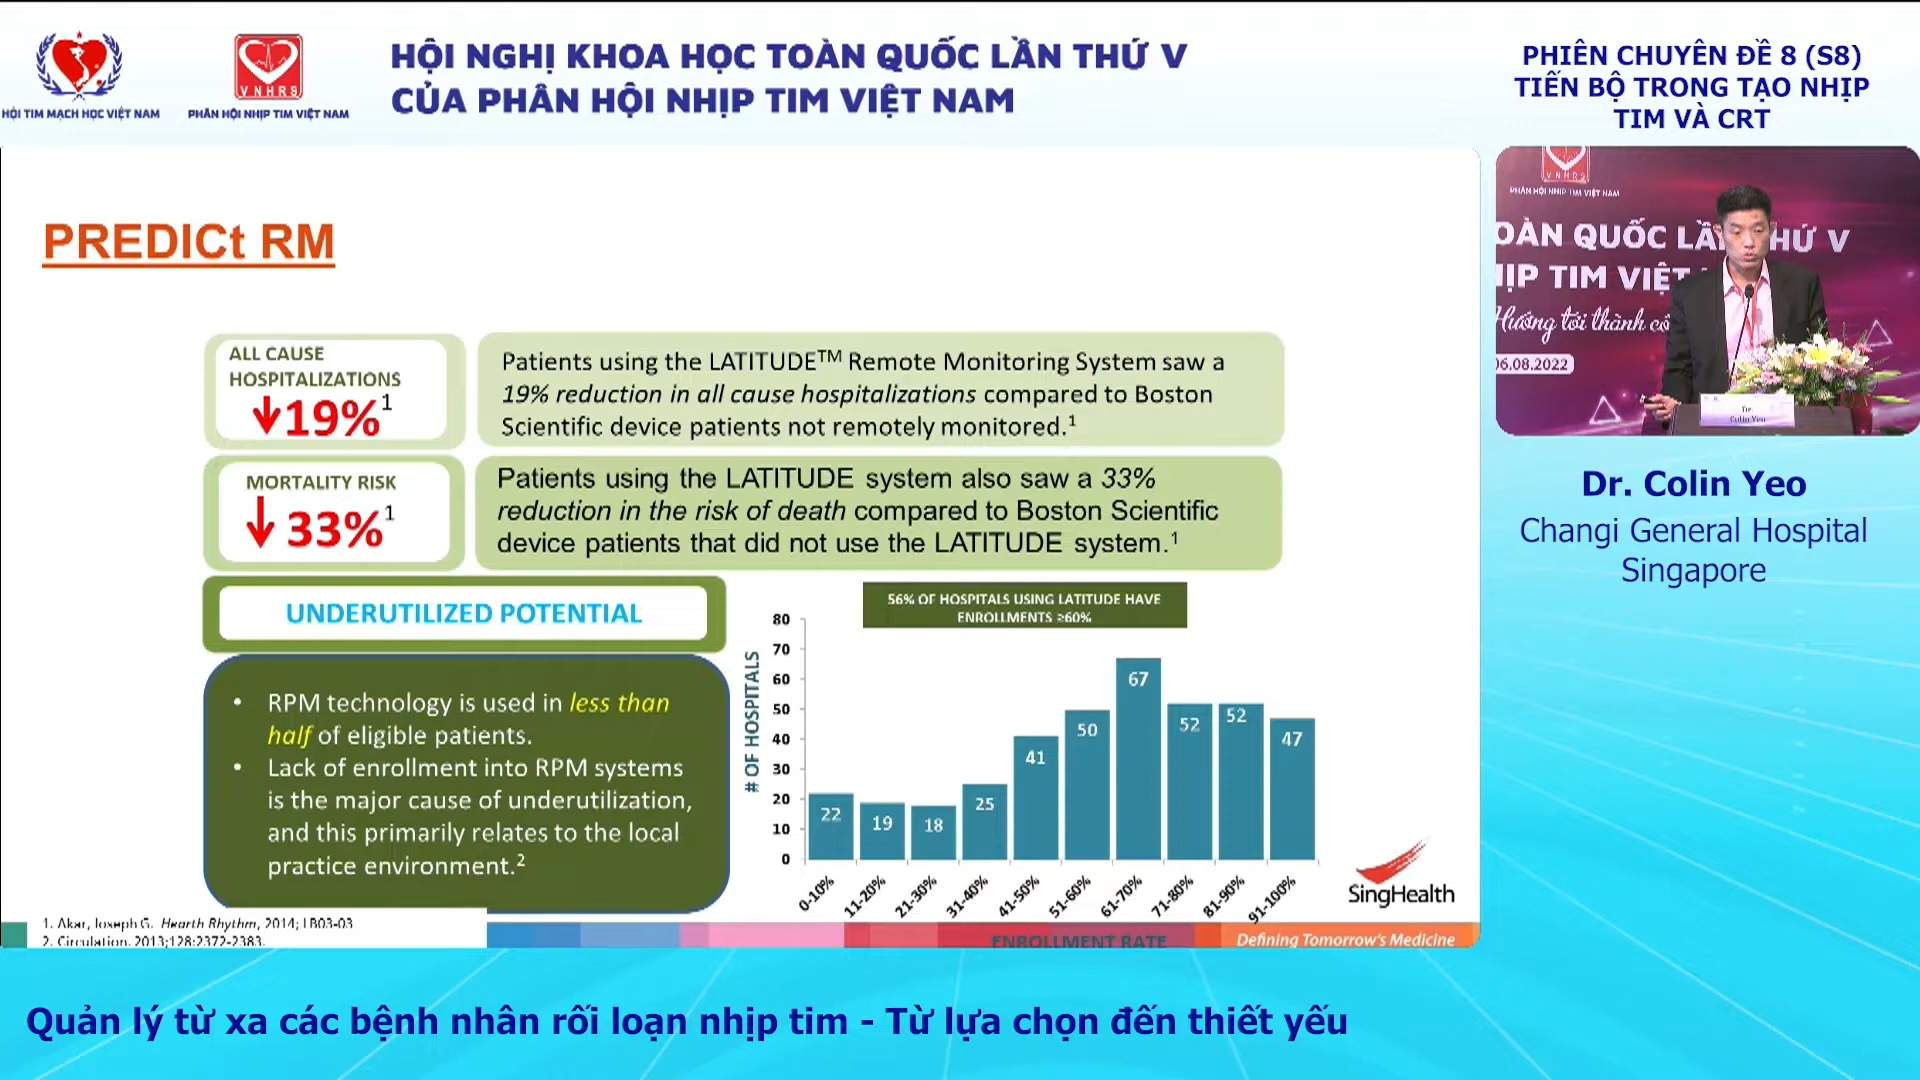 HỘI TIM MẠCH HỌC VIỆT NAM
VNHRS
PHÂN HỘI NHỊP TIM VIỆT NAM
HỘI NGHỊ KHOA HỌC TOÀN QUỐC LẦN THỨ V
CỦA PHÂN HỘI NHỊP TIM VIỆT NAM
PHIÊN CHUYÊN ĐỀ 8 (S8)
TIẾN BỘ TRONG TẠO NHỊP
TIM VÀ CRT
PREDICt RM
ALL CAUSE
HOSPITALIZATIONS
↓19%¹
Patients using the LATITUDE™ Remote Monitoring System saw a
19% reduction in all cause hospitalizations compared to Boston
Scientific device patients not remotely monitored.¹
MORTALITY RISK
↓33%¹
Patients using the LATITUDE system also saw a 33%
reduction in the risk of death compared to Boston Scientific
device patients that did not use the LATITUDE system.¹
UNDERUTILIZED POTENTIAL
• RPM technology is used in less than
half of eligible patients.
• Lack of enrollment into RPM systems
is the major cause of underutilization,
and this primarily relates to the local
practice environment.²
56% OF HOSPITALS USING LATITUDE HAVE
ENROLLMENTS ≥60%
# OF HOSPITALS
80
70
60
50
40
30
20
10
0
22
19
18
25
41
50
67
52
52
47
0-10%
11-20%
21-30%
31-40%
41-50%
51-60%
61-70%
71-80%
81-90%
91-100%
ENROLLMENT RATE
SingHealth
Defining Tomorrow's Medicine
1. Akar, Joseph G. Hearth Rhythm, 2014; LB03-03
2. Circulation. 2013;128:2372-2383.
VNHRS
PHÂN HỘI NHỊP TIM VIỆT NAM
OÀN QUỐC LẦ THỨ V
IỊP TIM VIỆT
Hướng tới thành cô
06.08.2022
Dr.
Colin Yeo
Dr. Colin Yeo
Changi General Hospital
Singapore
Quản lý từ xa các bệnh nhân rối loạn nhịp tim - Từ lựa chọn đến thiết yếu